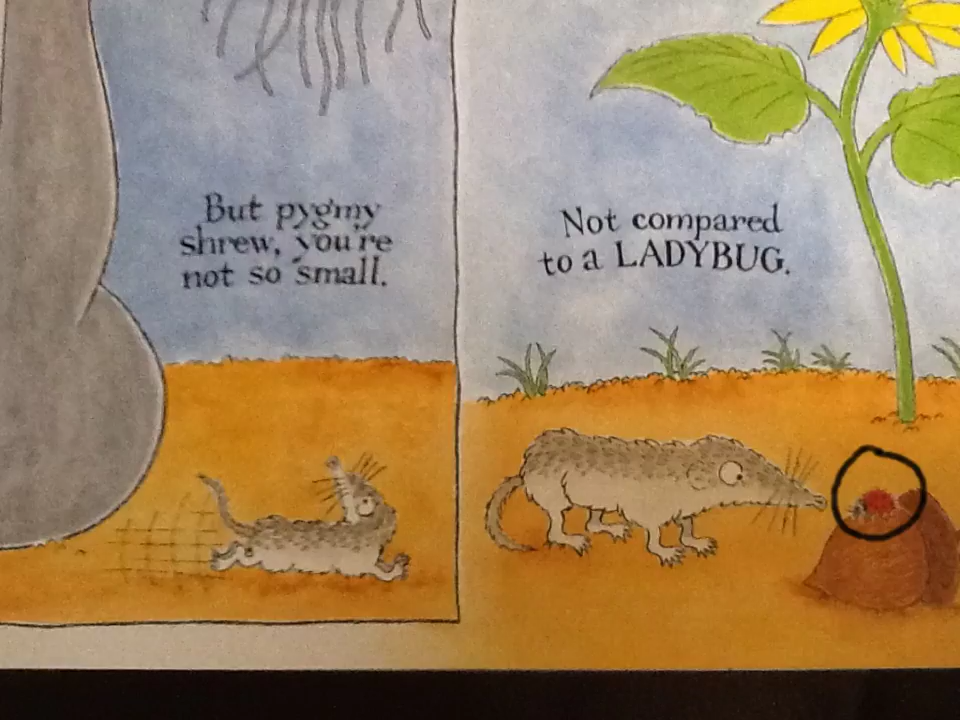 But pygmy
shrew, you're
not so small.
Not compared
to a LADYBUG.